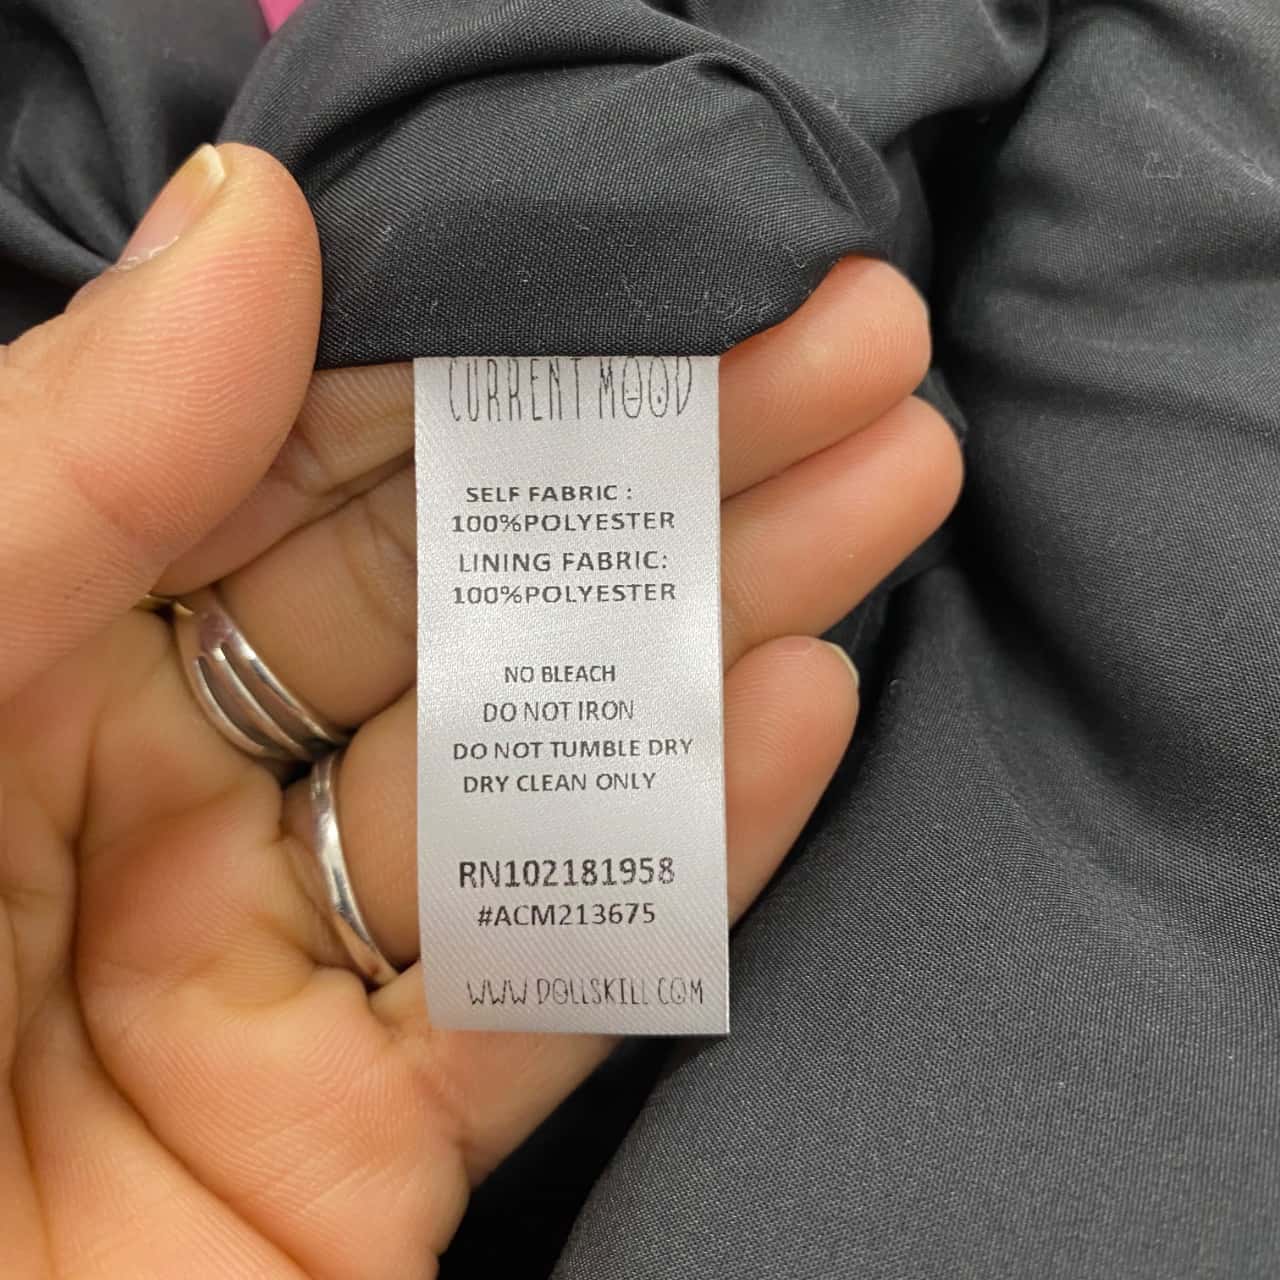 CURRENT MOOD
SELF FABRIC :
100%POLYESTER
LINING FABRIC:
100%POLYESTER
NO BLEACH
DO NOT IRON
DO NOT TUMBLE DRY
DRY CLEAN ONLY
RN102181958
#ACM213675
WWW DOLLSKILL COM